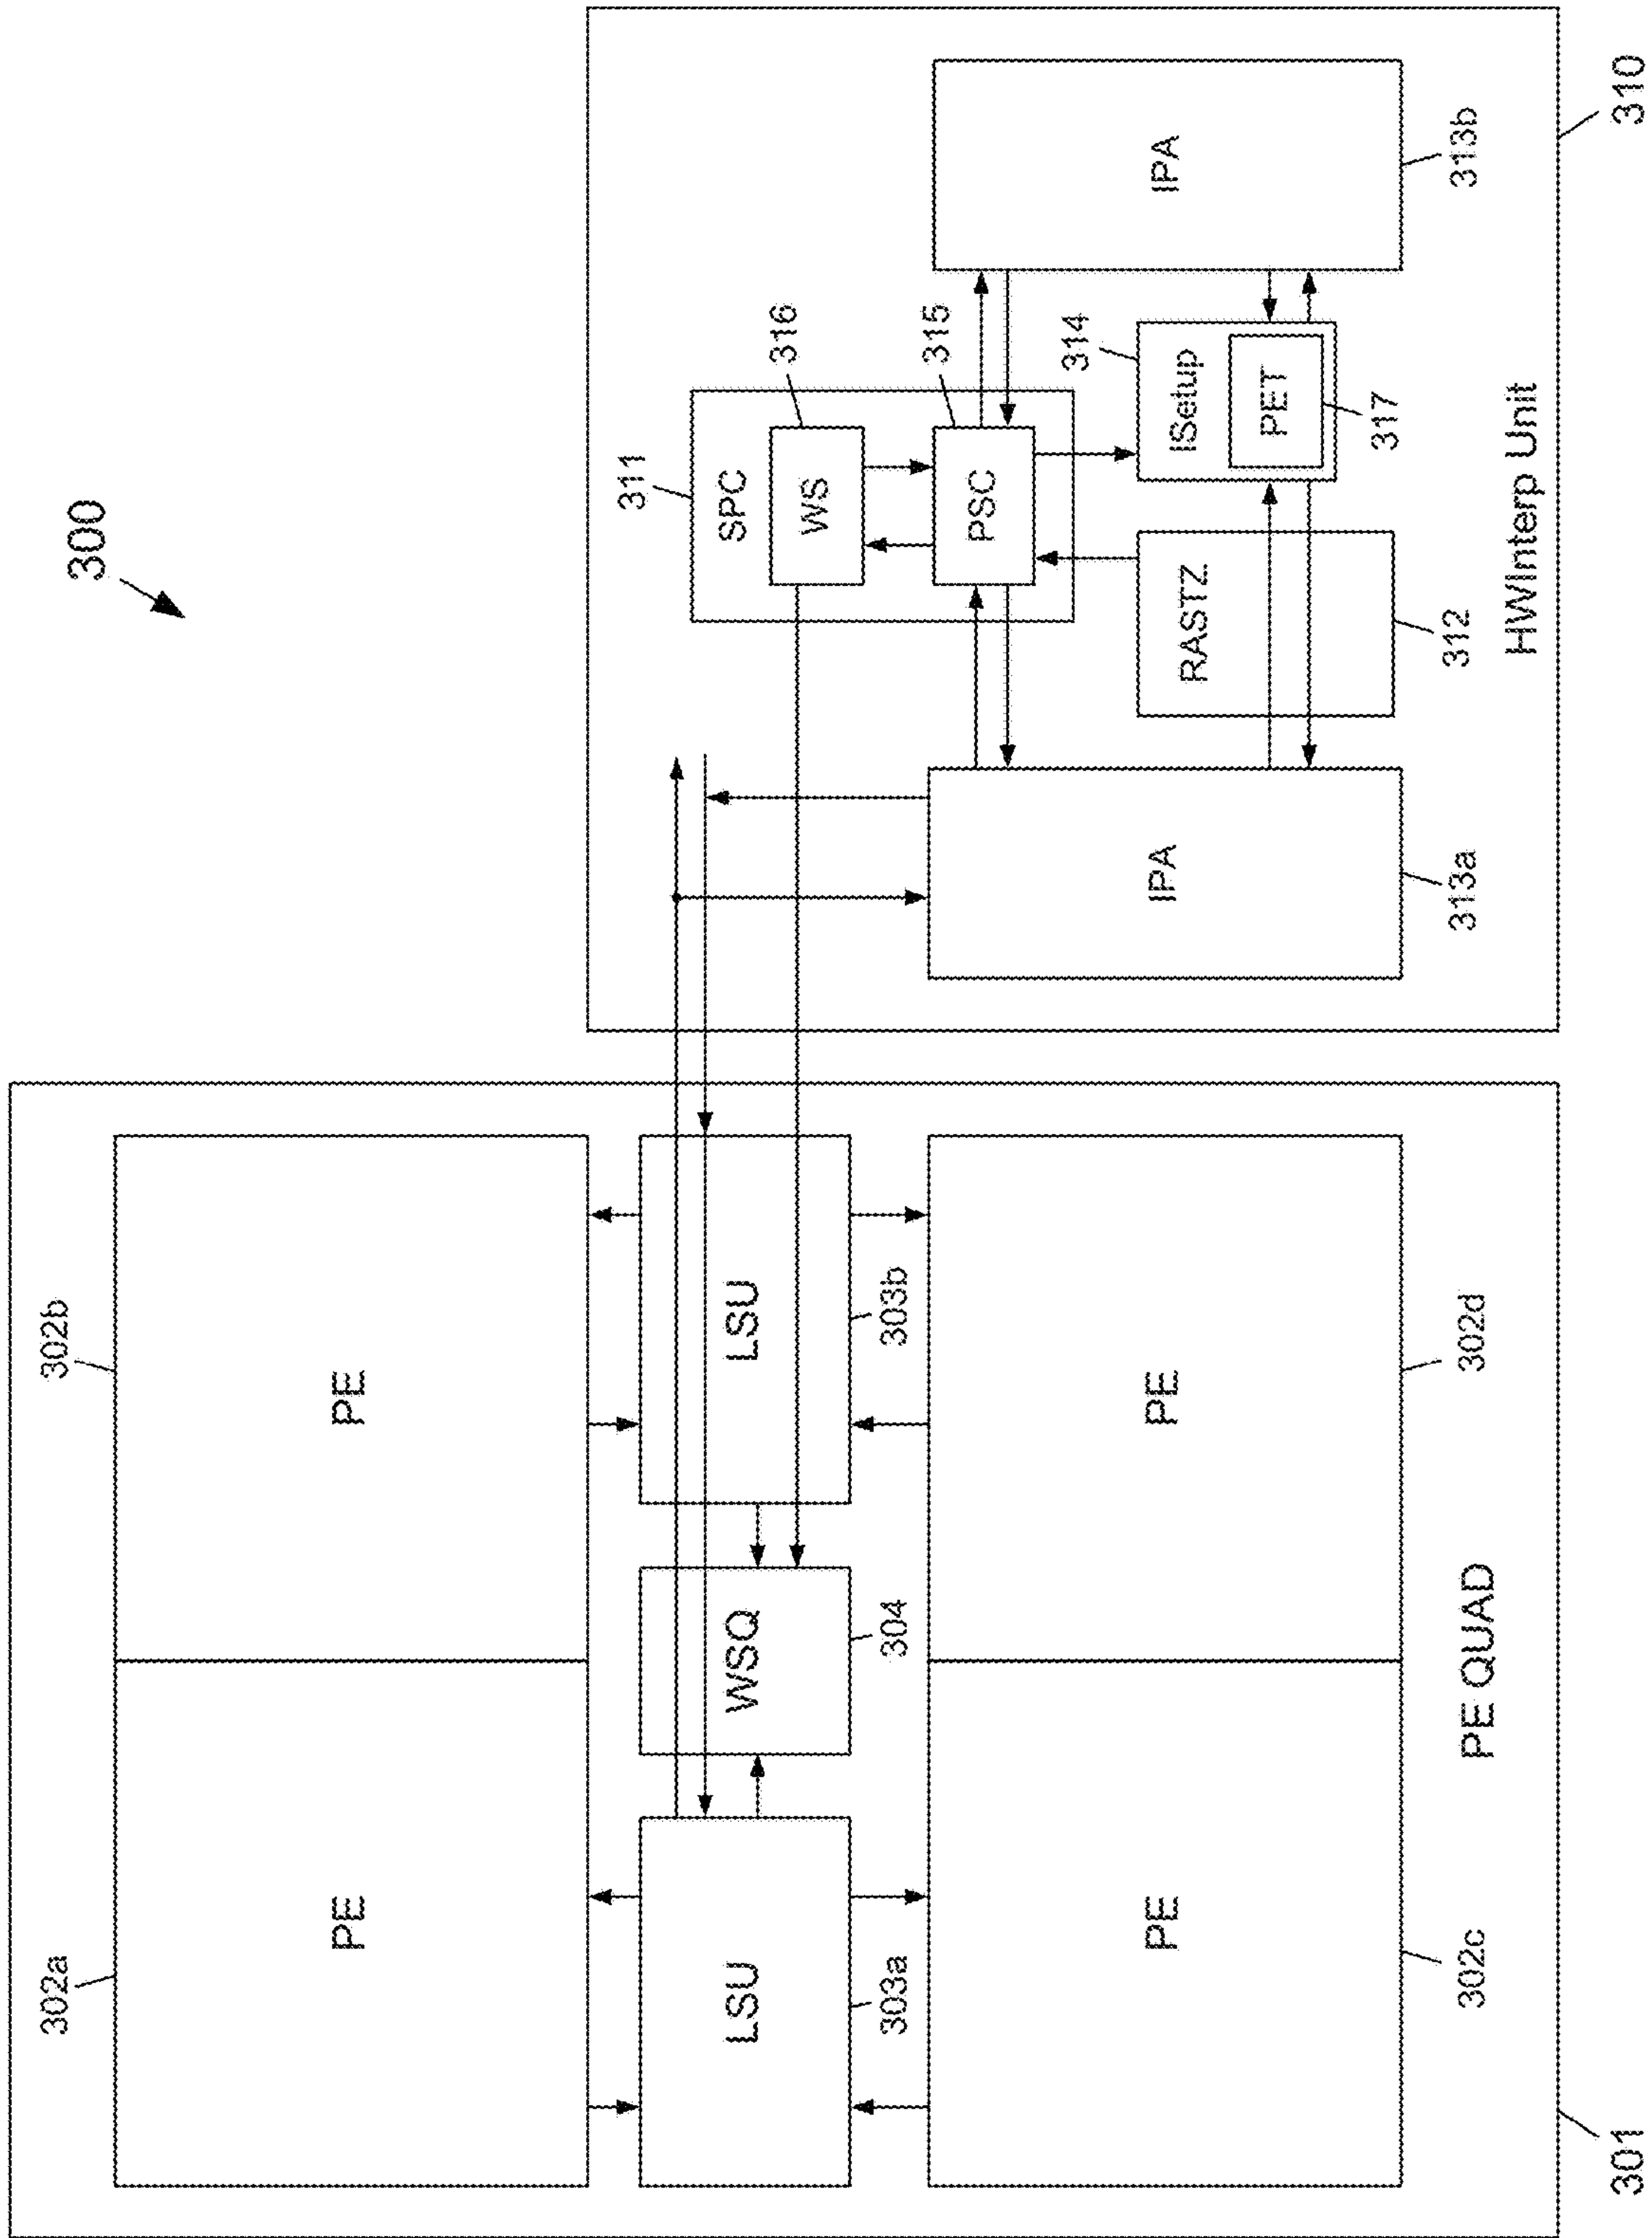 300
302a
302b
PE
PE
311
SPC
316
WS
315
PSC
LSU
303a
WSQ
304
LSU
303b
IPA
313a
RASTZ
312
314
ISetup
PET
317
IPA
313b
PE
302c
PE
302d
PE QUAD
HWInterp Unit
301
310